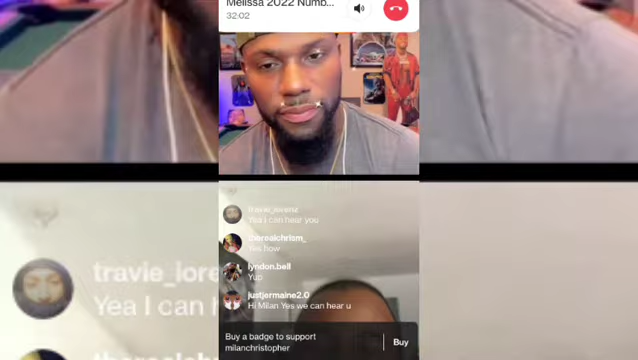 Melissa 2022 Numb...
32:02
travie_lorenz
Yea I can hear you
therealchrism_
Yes how
lyndon.bell
Yup
justjermaine2.0
Hi Milan Yes we can hear u
Buy a badge to support
milanchristopher
Buy
travie_lore
Yea I can h